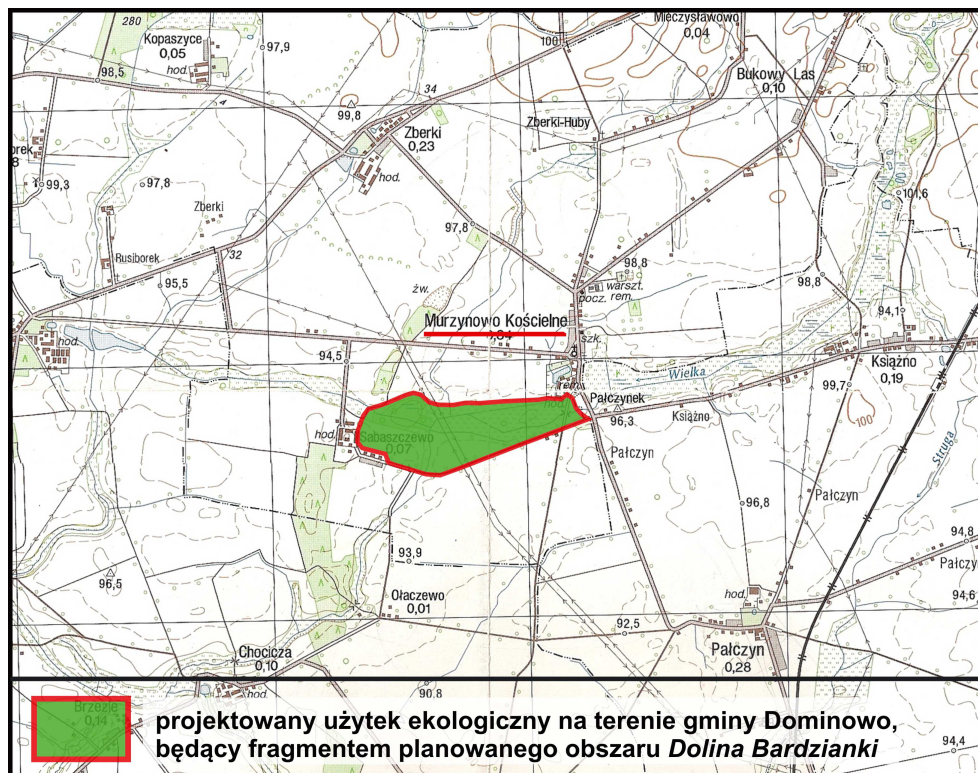 280
Kopaszyce
0,05
hod.
97,9
98,5
4
34
99,8
Mieczysławowo
0,04
100
Bukowy Las
0,10
Zberki-Huby
Zberki
0,23
hod.
99,3
97,8
Zberki
97,8
101,6
32
Rusiborek
95,5
98,8
warszt.
pocz. rem.
98,8
żw.
Murzynowo Kościelne
0,34
szk.
94,1
hod.
94,5
Wielka
Książno
0,19
rem.
hod.
Pałczynek
96,3
Książno
99,7
100
hod.
Sabaszczewo
0,07
Pałczyn
Struga
96,8
Pałczyn
94,8
93,9
96,5
hod.
94,6
Ołaczewo
0,01
92,5
Pałczyn
0,28
Chocicza
0,10
hod.
90,8
Brzezie
0,14
94,4
projektowany użytek ekologiczny na terenie gminy Dominowo,
będący fragmentem planowanego obszaru Dolina Bardzianki